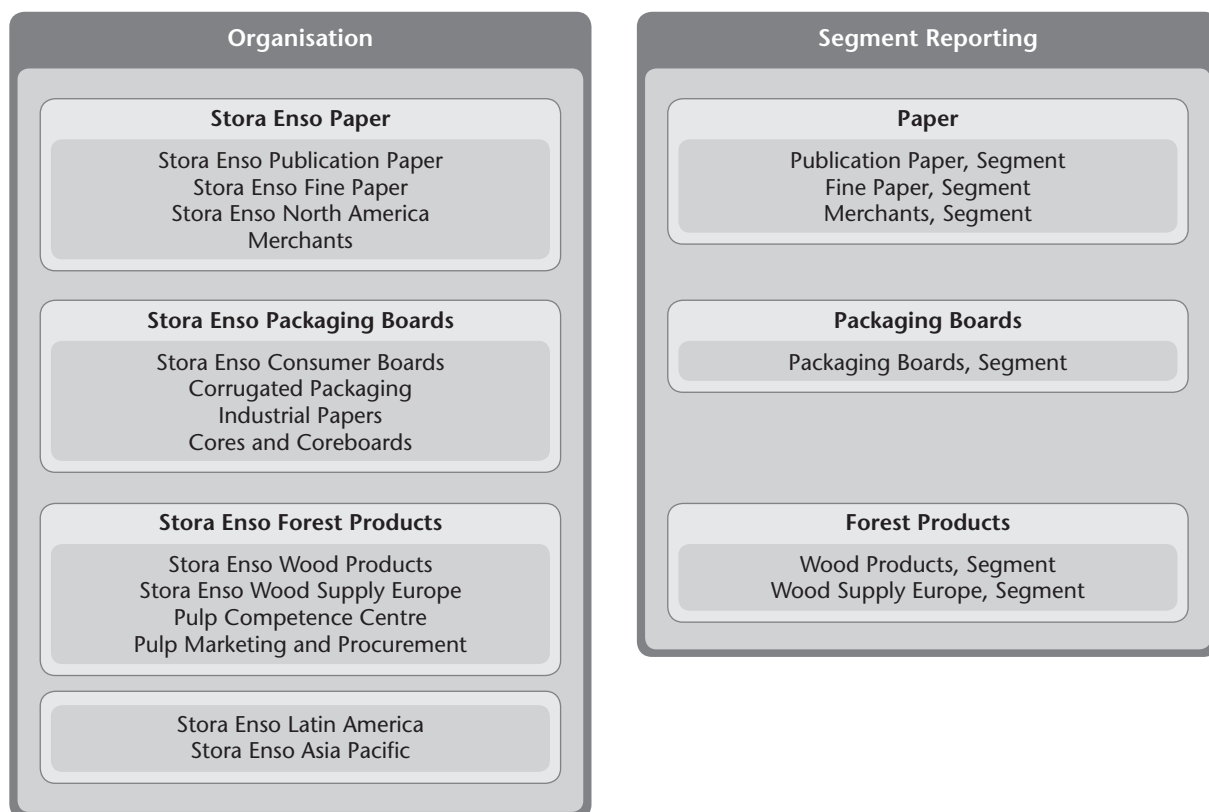 Organisation
Stora Enso Paper
Stora Enso Publication Paper
Stora Enso Fine Paper
Stora Enso North America
Merchants
Stora Enso Packaging Boards
Stora Enso Consumer Boards
Corrugated Packaging
Industrial Papers
Cores and Coreboards
Stora Enso Forest Products
Stora Enso Wood Products
Stora Enso Wood Supply Europe
Pulp Competence Centre
Pulp Marketing and Procurement
Stora Enso Latin America
Stora Enso Asia Pacific
Segment Reporting
Paper
Publication Paper, Segment
Fine Paper, Segment
Merchants, Segment
Packaging Boards
Packaging Boards, Segment
Forest Products
Wood Products, Segment
Wood Supply Europe, Segment